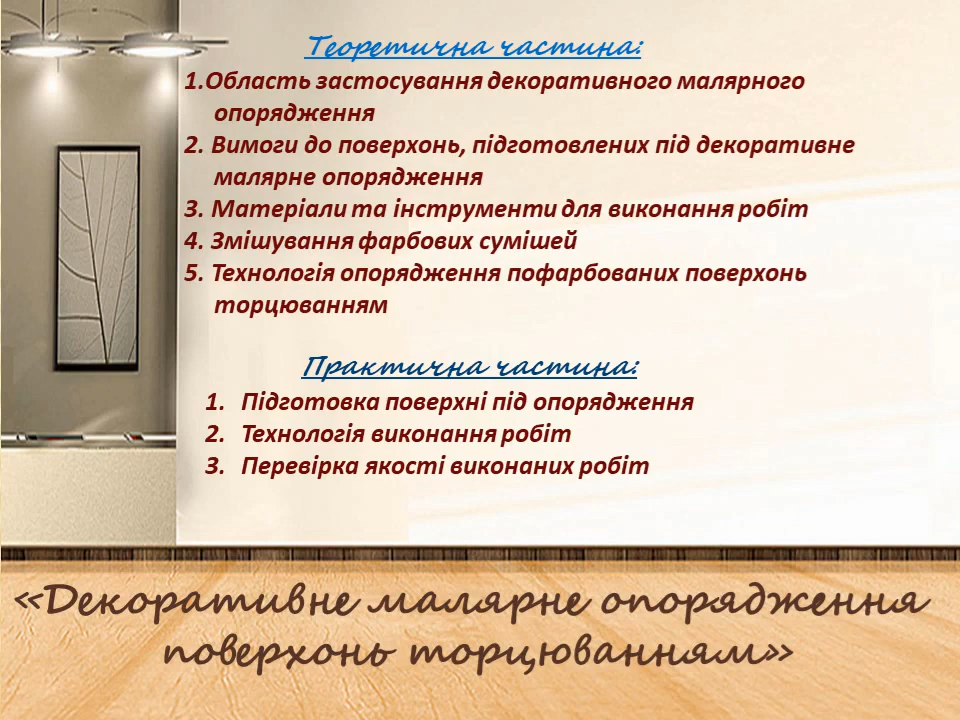 Теоретична частина:
1.Область застосування декоративного малярного
опорядження
2. Вимоги до поверхонь, підготовлених під декоративне
малярне опорядження
3. Матеріали та інструменти для виконання робіт
4. Змішування фарбових сумішей
5. Технологія опорядження пофарбованих поверхонь
торцюванням
Практична частина:
1. Підготовка поверхні під опорядження
2. Технологія виконання робіт
3. Перевірка якості виконаних робіт
«Декоративне малярне опорядження
поверхонь торцюванням»